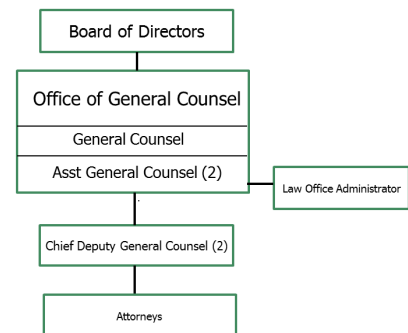 Board of Directors
Office of General Counsel
General Counsel
Asst General Counsel (2)
Law Office Administrator
Chief Deputy General Counsel (2)
Attorneys